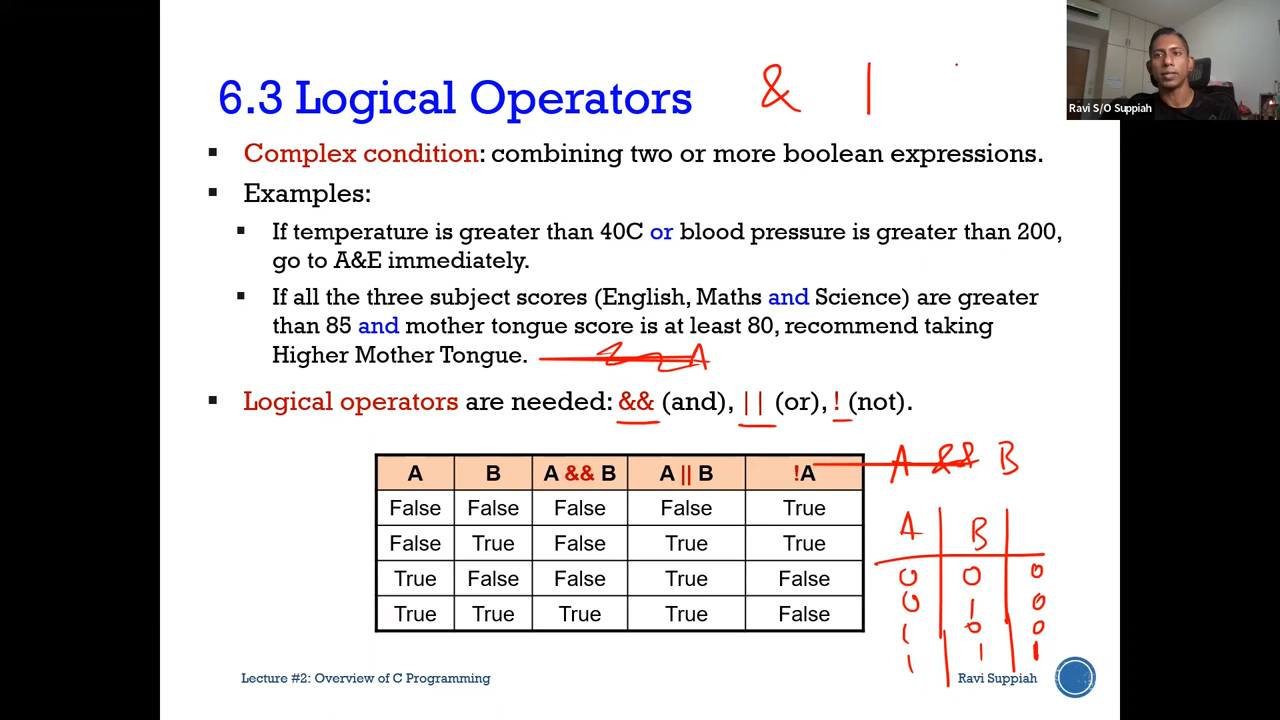 6.3 Logical Operators & |
Ravi S/O Suppiah
▪ Complex condition: combining two or more boolean expressions.
▪ Examples:
▪ If temperature is greater than 40C or blood pressure is greater than 200,
go to A&E immediately.
▪ If all the three subject scores (English, Maths and Science) are greater
than 85 and mother tongue score is at least 80, recommend taking
Higher Mother Tongue.
A
▪ Logical operators are needed: && (and), || (or), ! (not).
A B A && B A || B !A
False False False False True
False True False True True
True False False True False
True True True True False
A && B
A B
0 0 0
0 1 0
1 0 0
1 1 1
Lecture #2: Overview of C Programming
Ravi Suppiah